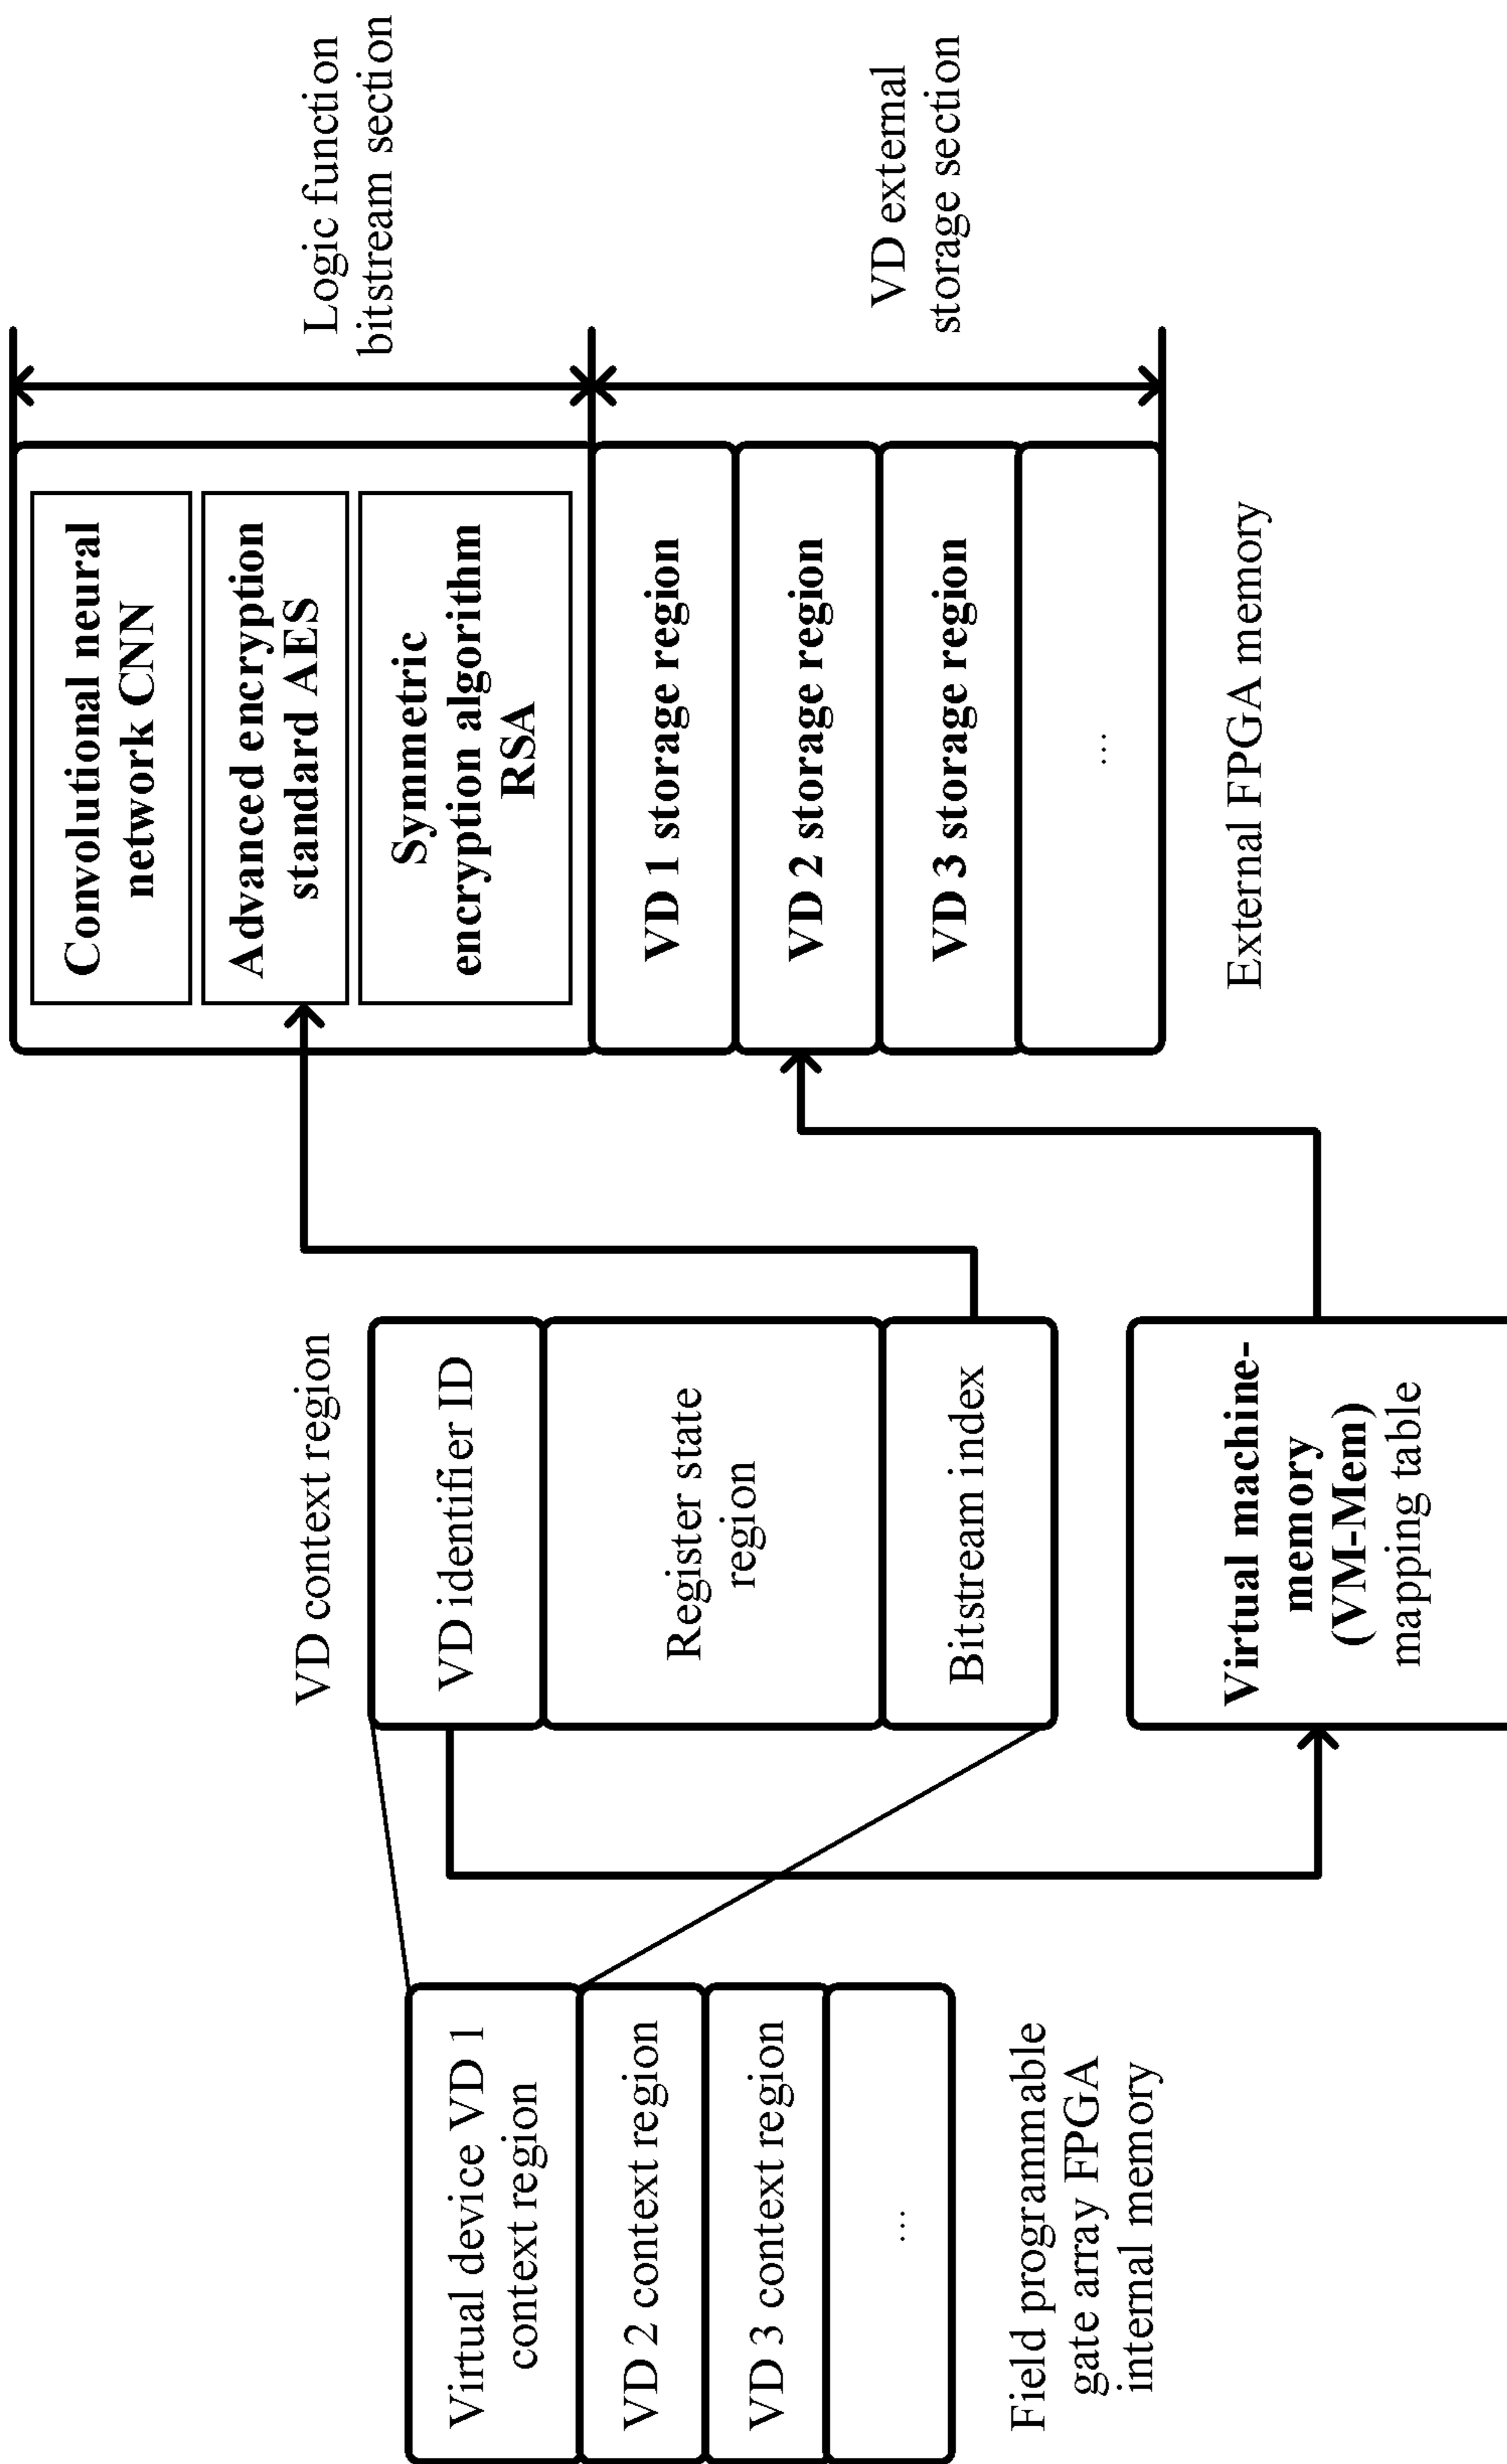 Virtual device VD 1
context region
VD 2 context region
VD 3 context region
...
Field programmable
gate array FPGA
internal memory
VD context region
VD identifier ID
Register state
region
Bitstream index
Virtual machine-
memory
(VM-Mem)
mapping table
Convolutional neural
network CNN
Advanced encryption
standard AES
Symmetric
encryption algorithm
RSA
VD 1 storage region
VD 2 storage region
VD 3 storage region
...
External FPGA memory
Logic function
bitstream section
VD external
storage section